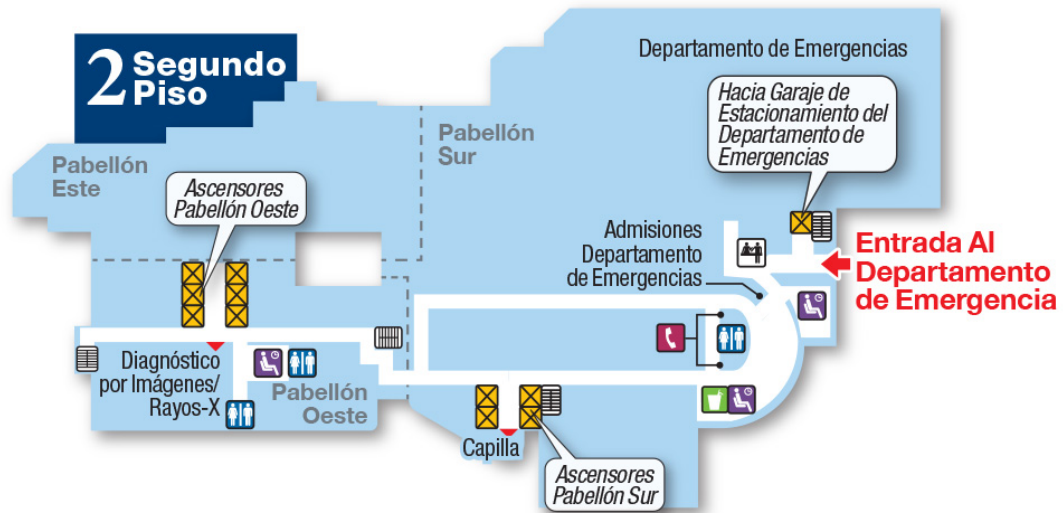 2 Segundo
Piso
Departamento de Emergencias
Hacia Garaje de
Estacionamiento del
Departamento de
Emergencias
Pabellón
Sur
Pabellón
Este
Ascensores
Pabellón Oeste
Admisiones
Departamento
de Emergencias
Entrada Al
Departamento
de Emergencia
Diagnóstico
por Imágenes/
Rayos-X
Pabellón
Oeste
Capilla
Ascensores
Pabellón Sur